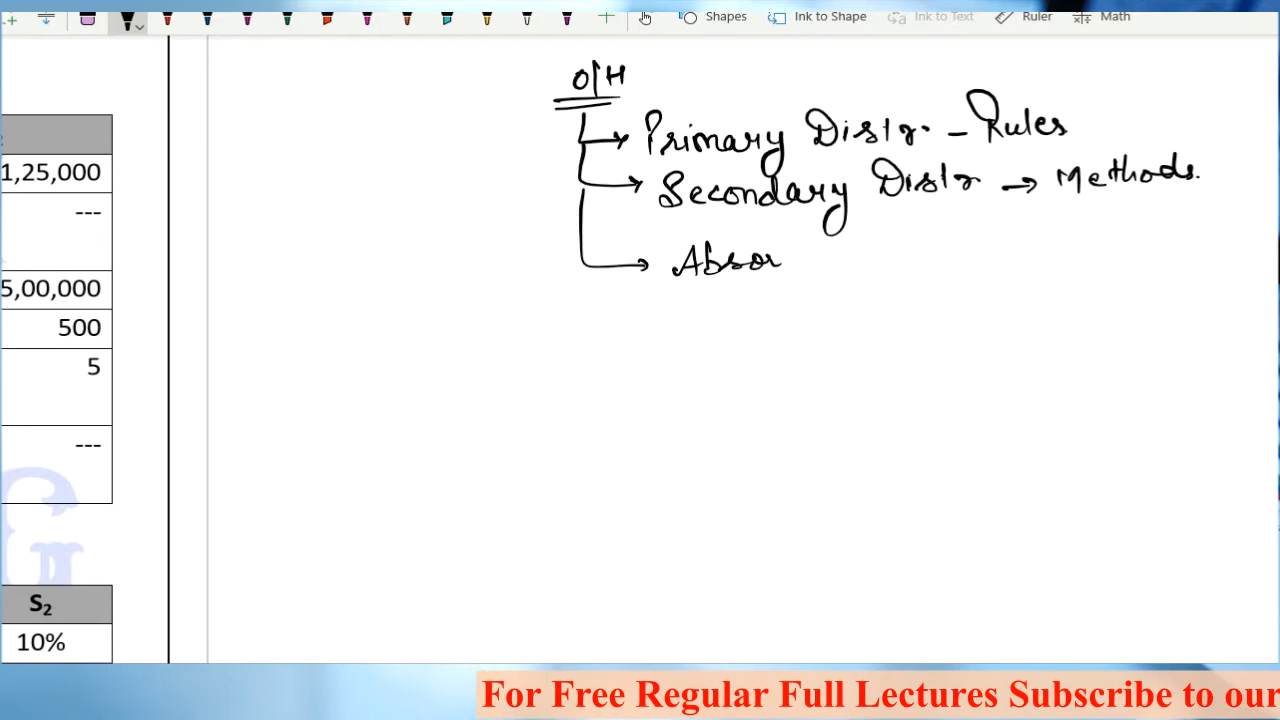 Shapes
Ink to Shape
Ink to Text
Ruler
Math
O/H
Primary Distr. - Rules
Secondary Distr → Methods.
Absor
1,25,000
---
5,00,000
500
5
---
S₂
10%
For Free Regular Full Lectures Subscribe to our